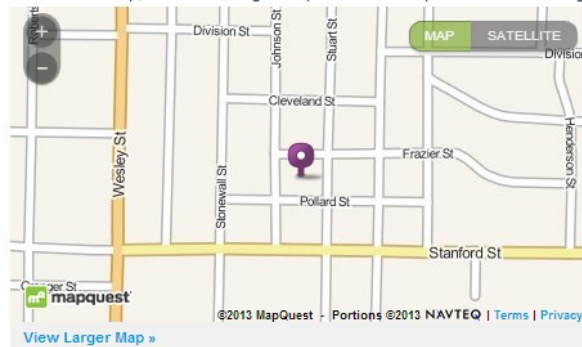 Division St
MAP
SATELLITE
Johnson St
Stuart St
Division
Cleveland St
Wesley St
Stonewall St
Frazier St
Henderson St
Pollard St
Stanford St
mapquest
©2013 MapQuest - Portions ©2013 NAVTEQ | Terms | Privacy
View Larger Map »